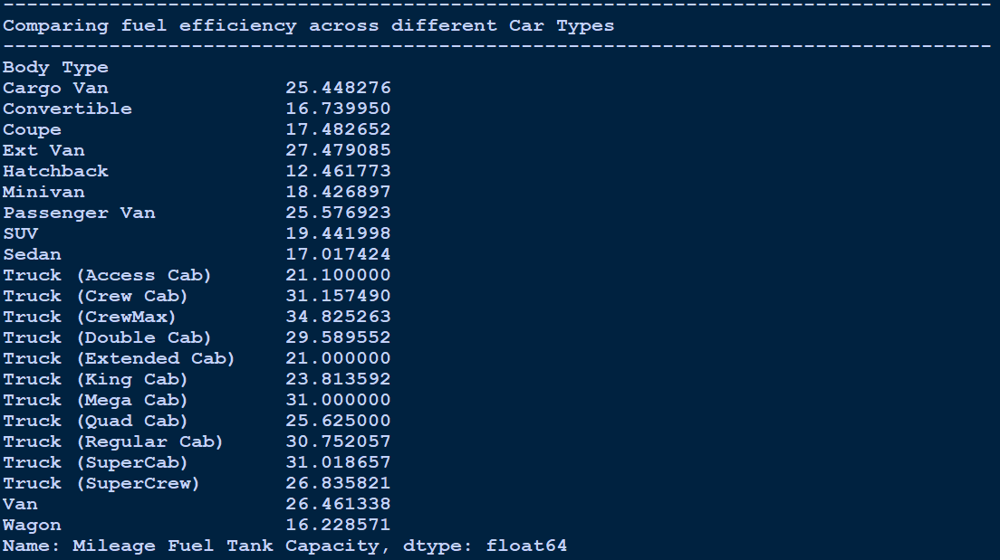 ------------------------------------------------------------------------------------
Comparing fuel efficiency across different Car Types
------------------------------------------------------------------------------------
Body Type
Cargo Van               25.448276
Convertible             16.739950
Coupe                   17.482652
Ext Van                 27.479085
Hatchback               12.461773
Minivan                 18.426897
Passenger Van           25.576923
SUV                     19.441998
Sedan                   17.017424
Truck (Access Cab)      21.100000
Truck (Crew Cab)        31.157490
Truck (CrewMax)         34.825263
Truck (Double Cab)      29.589552
Truck (Extended Cab)    21.000000
Truck (King Cab)        23.813592
Truck (Mega Cab)        31.000000
Truck (Quad Cab)        25.625000
Truck (Regular Cab)     30.752057
Truck (SuperCab)        31.018657
Truck (SuperCrew)       26.835821
Van                     26.461338
Wagon                   16.228571
Name: Mileage Fuel Tank Capacity, dtype: float64